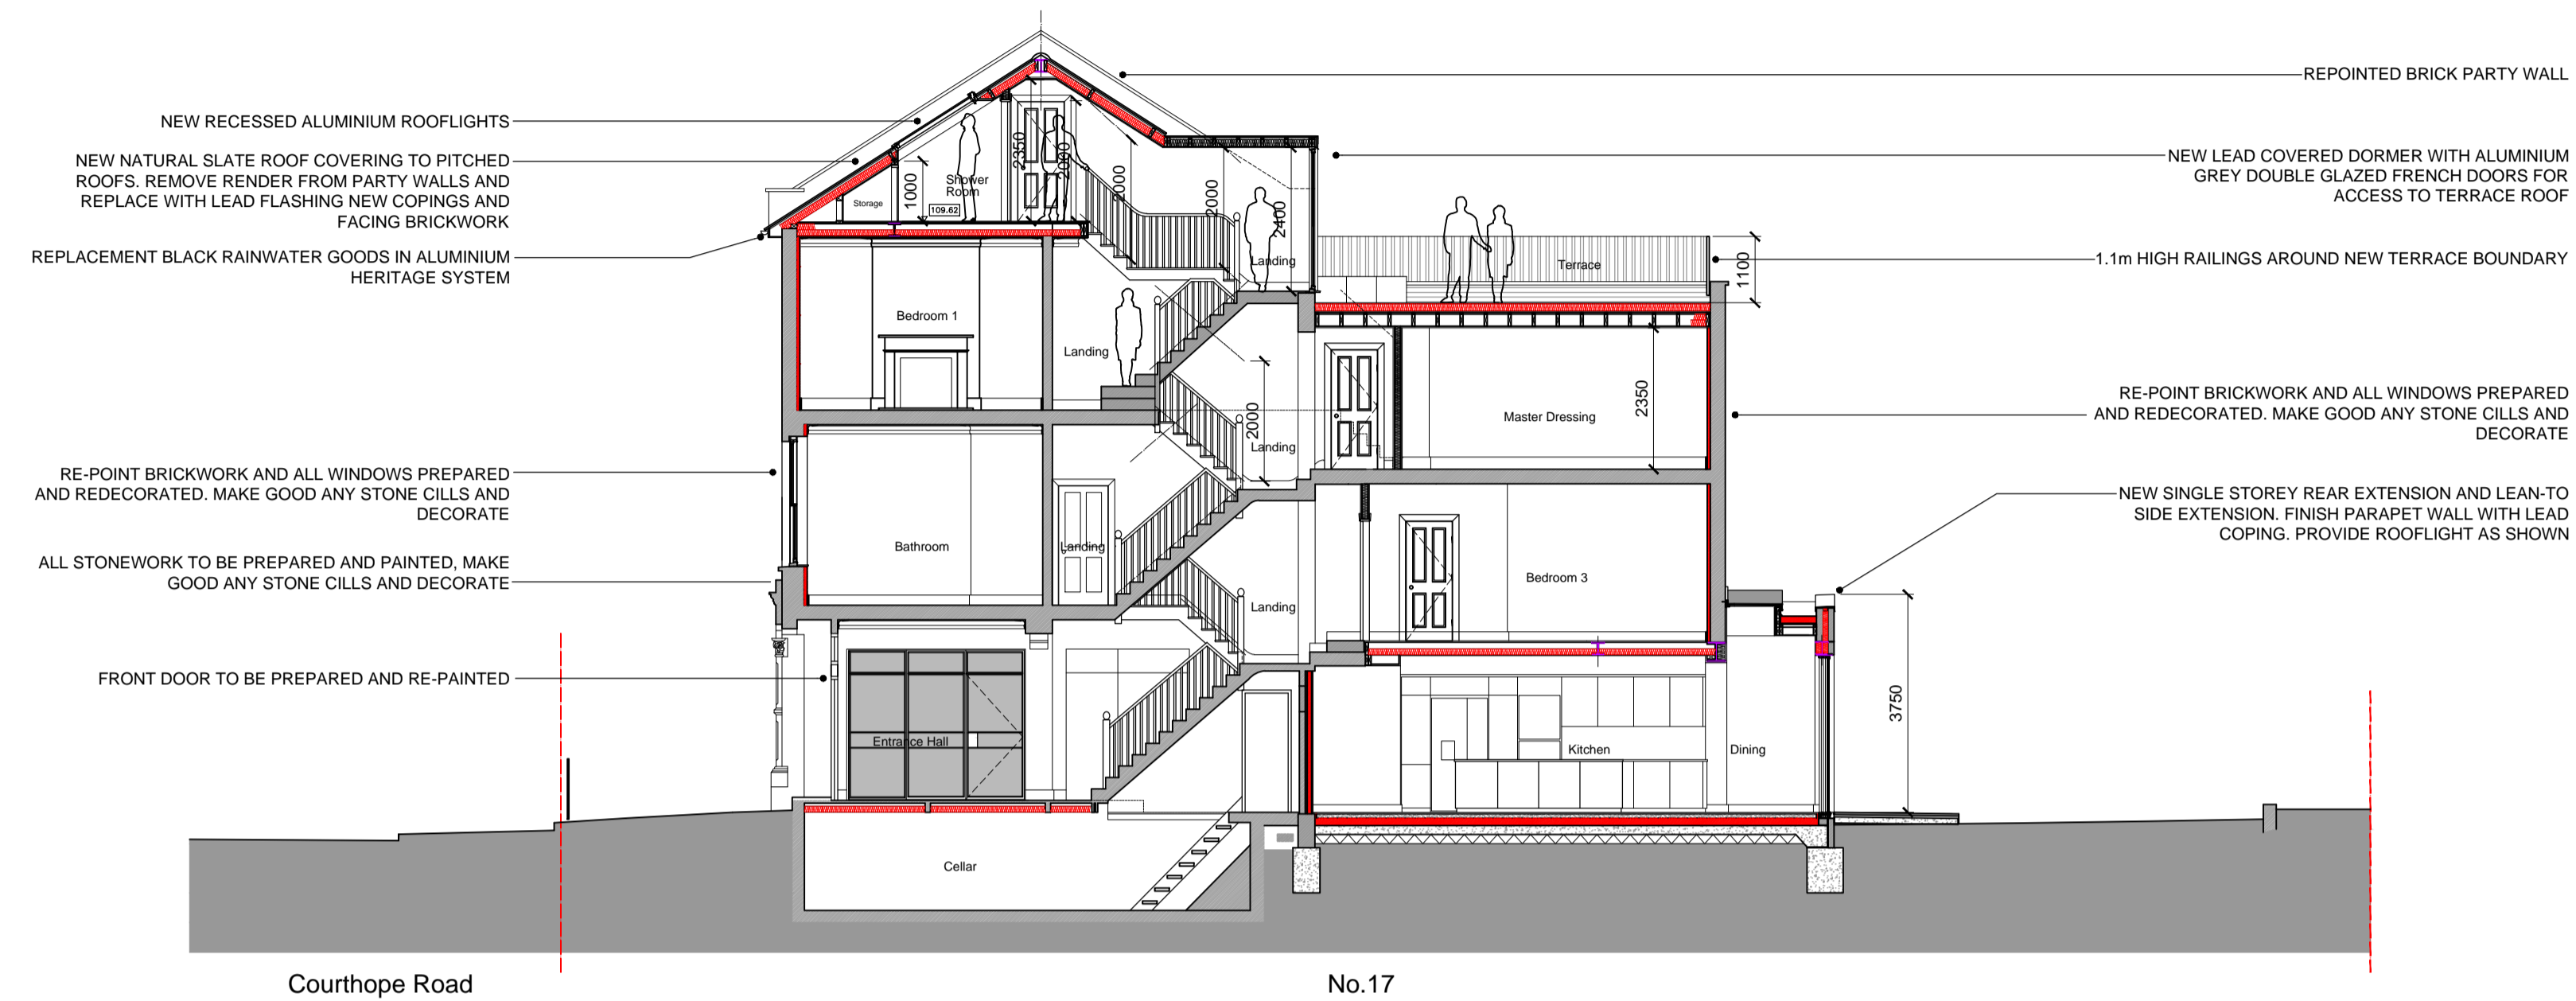 REPOINTED BRICK PARTY WALL
NEW RECESSED ALUMINIUM ROOFLIGHTS
NEW NATURAL SLATE ROOF COVERING TO PITCHED
ROOFS. REMOVE RENDER FROM PARTY WALLS AND
REPLACE WITH LEAD FLASHING NEW COPINGS AND
FACING BRICKWORK
REPLACEMENT BLACK RAINWATER GOODS IN ALUMINIUM
HERITAGE SYSTEM
RE-POINT BRICKWORK AND ALL WINDOWS PREPARED
AND REDECORATED. MAKE GOOD ANY STONE CILLS AND
DECORATE
ALL STONEWORK TO BE PREPARED AND PAINTED, MAKE
GOOD ANY STONE CILLS AND DECORATE
FRONT DOOR TO BE PREPARED AND RE-PAINTED
Storage
1000
109.62
Shower
Room
2350
2000
2000
2000
2400
Landing
Terrace
1100
Bedroom 1
Landing
2000
Landing
Master Dressing
2350
Bathroom
Landing
Landing
Bedroom 3
Entrance Hall
Kitchen
Dining
3750
Cellar
NEW LEAD COVERED DORMER WITH ALUMINIUM
GREY DOUBLE GLAZED FRENCH DOORS FOR
ACCESS TO TERRACE ROOF
1.1m HIGH RAILINGS AROUND NEW TERRACE BOUNDARY
RE-POINT BRICKWORK AND ALL WINDOWS PREPARED
AND REDECORATED. MAKE GOOD ANY STONE CILLS AND
DECORATE
NEW SINGLE STOREY REAR EXTENSION AND LEAN-TO
SIDE EXTENSION. FINISH PARAPET WALL WITH LEAD
COPING. PROVIDE ROOFLIGHT AS SHOWN
Courthope Road
No.17